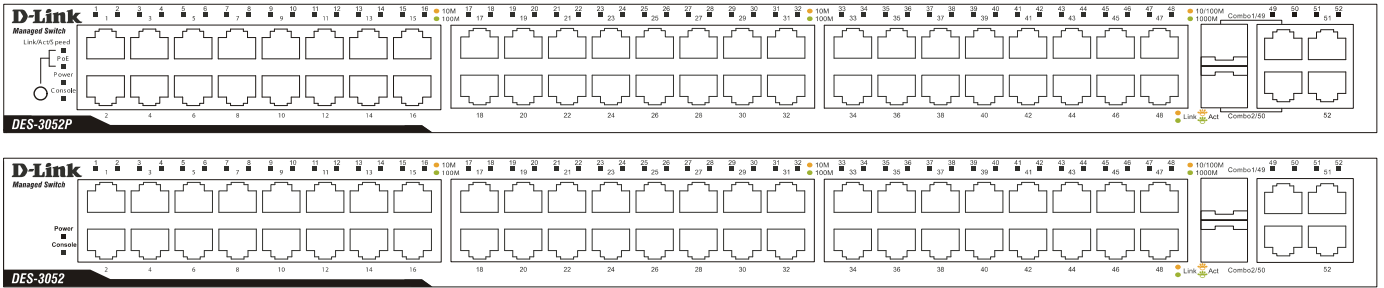 D-Link 1 2 3 4 5 6 7 8 9 10 11 12 13 14 15 16 10M 17 18 19 20 21 22 23 24 25 26 27 28 29 30 31 32 10M 33 34 35 36 37 38 39 40 41 42 43 44 45 46 47 48 10/100M 49 50 51 52
1 3 5 7 9 11 13 15 100M 17 19 21 23 25 27 29 31 100M 33 35 37 39 41 43 45 47 1000M Combo1/49 51
Managed Switch
Link/Act/Speed
PoE
Power
Console
2 4 6 8 10 12 14 16 18 20 22 24 26 28 30 32 34 36 38 40 42 44 46 48 Link Act Combo2/50 52
DES-3052P
D-Link 1 2 3 4 5 6 7 8 9 10 11 12 13 14 15 16 10M 17 18 19 20 21 22 23 24 25 26 27 28 29 30 31 32 10M 33 34 35 36 37 38 39 40 41 42 43 44 45 46 47 48 10/100M 49 50 51 52
1 3 5 7 9 11 13 15 100M 17 19 21 23 25 27 29 31 100M 33 35 37 39 41 43 45 47 1000M Combo1/49 51
Managed Switch
Power
Console
2 4 6 8 10 12 14 16 18 20 22 24 26 28 30 32 34 36 38 40 42 44 46 48 Link Act Combo2/50 52
DES-3052